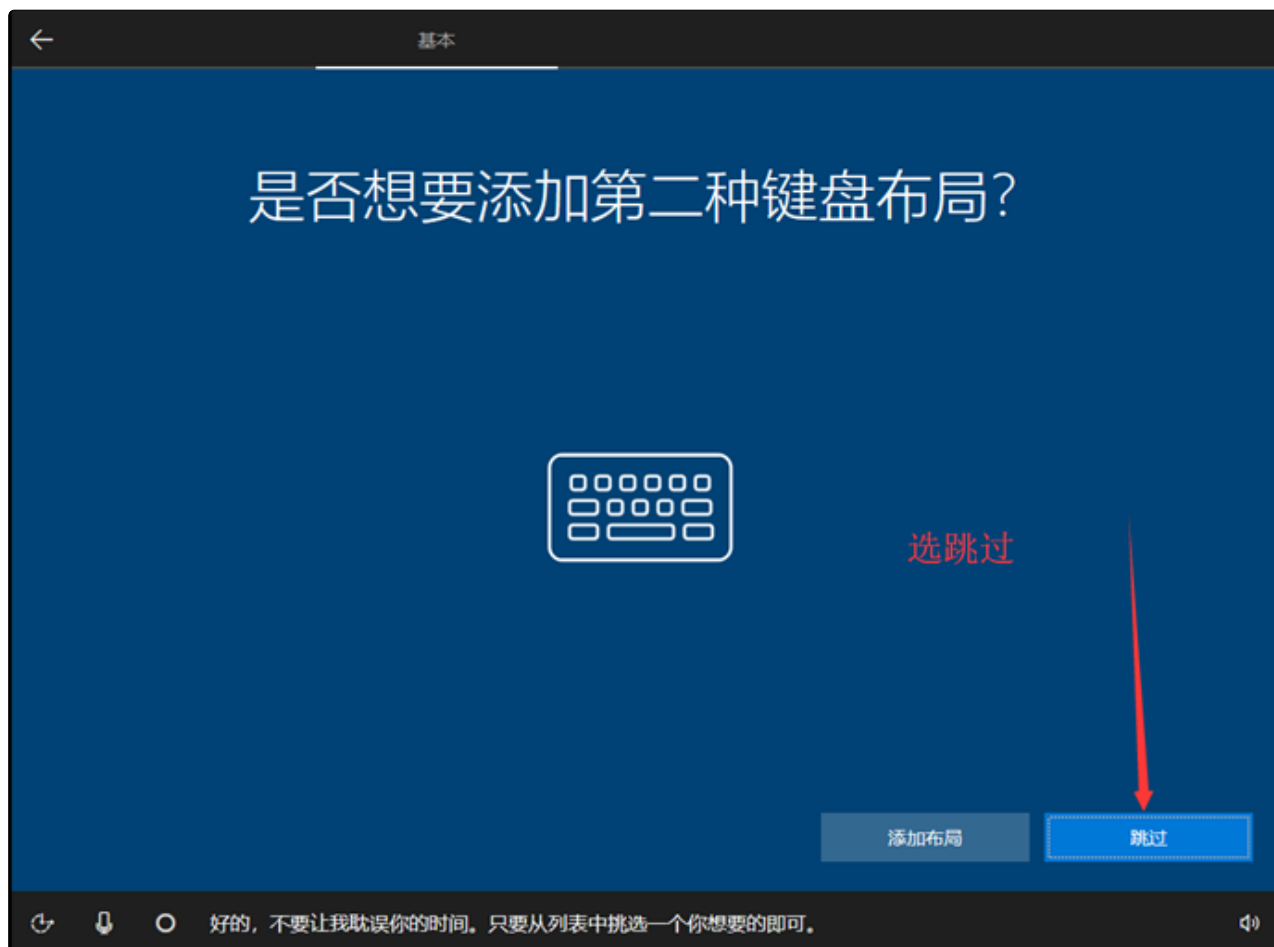 基本
是否想要添加第二种键盘布局?
选跳过
添加布局
跳过
好的，不要让我耽误你的时间。只要从列表中挑选一个你想要的即可。